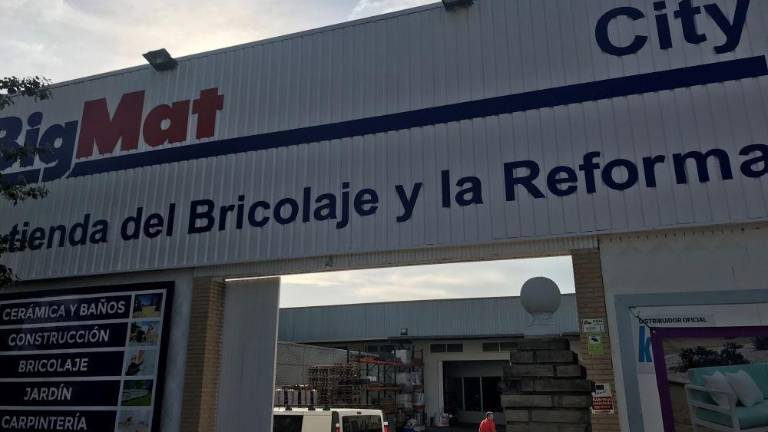 BigMat
City
tienda del Bricolaje y la Reforma
CERÁMICA Y BAÑOS
CONSTRUCCIÓN
BRICOLAJE
JARDÍN
CARPINTERÍA
DISTRIBUIDOR OFICIAL
k